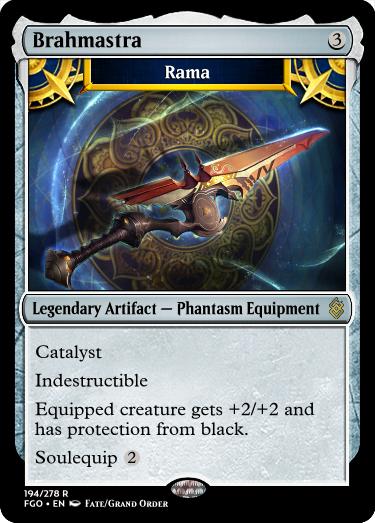 Brahmastra 3
Rama
Legendary Artifact — Phantasm Equipment
Catalyst
Indestructible
Equipped creature gets +2/+2 and
has protection from black.
Soulequip 2
194/278 R
FGO • EN Fate/Grand Order